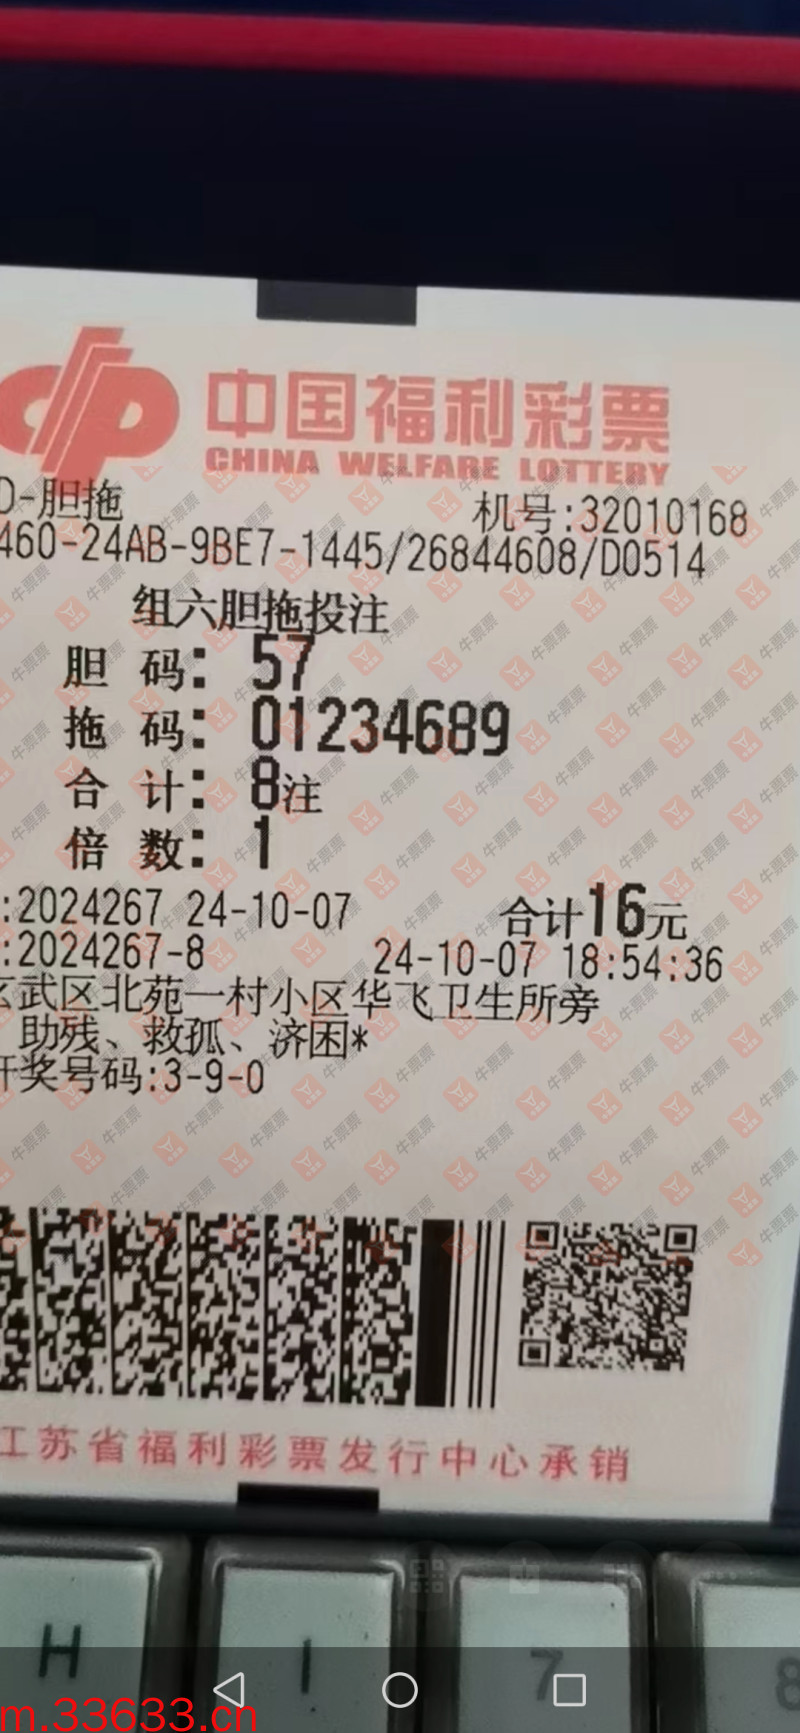 中国福利彩票
CHINA WELFARE LOTTERY
D-胆拖 机号:32010168
460-24AB-9BE7-1445/26844608/D0514
组六胆拖投注
胆 码: 57
拖 码: 01234689
合 计: 8注
倍 数: 1
:2024267 24-10-07 合计16元
:2024267-8 24-10-07 18:54:36
玄武区北苑一村小区华飞卫生所旁
助残、救孤、济困*
开奖号码:3-9-0
江苏省福利彩票发行中心承销
牛票票
H I 7 8
m.33633.cn